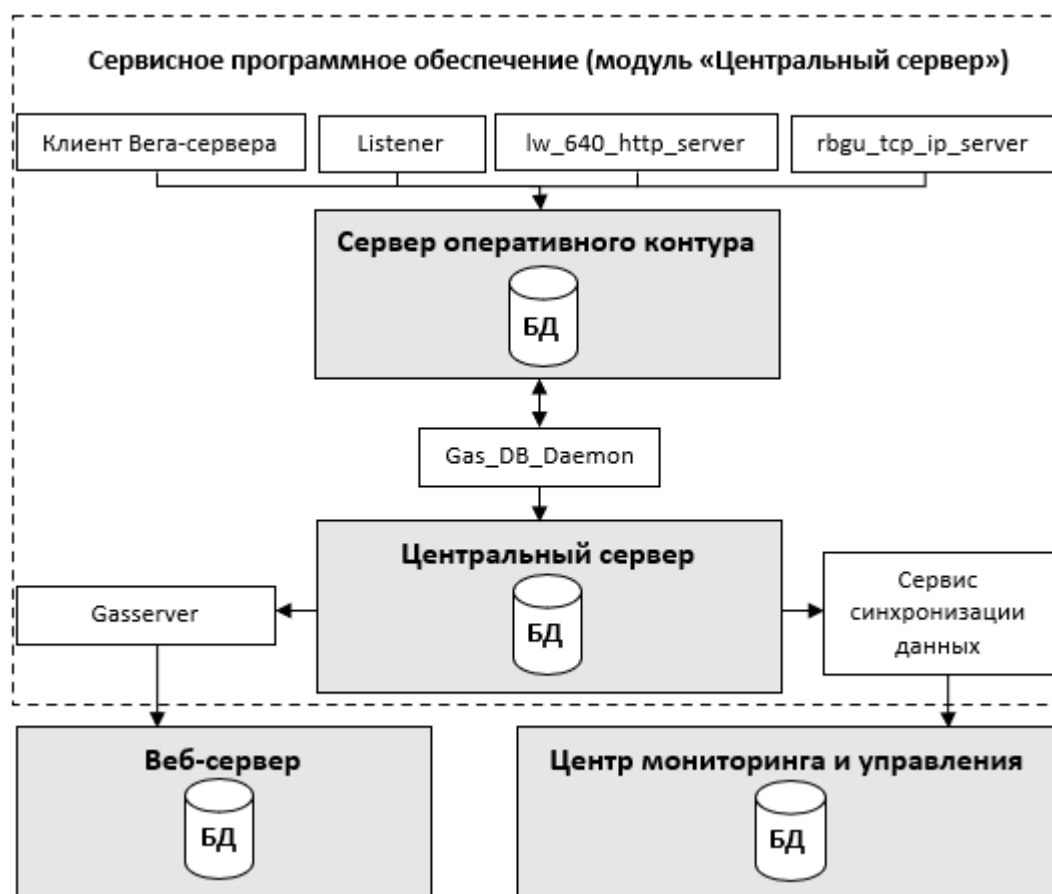 Сервисное программное обеспечение (модуль «Центральный сервер»)
Клиент Вега-сервера
Listener
lw_640_http_server
rbgu_tcp_ip_server
Сервер оперативного контура
БД
Gas_DB_Daemon
Центральный сервер
БД
Gasserver
Сервис
синхронизации
данных
Веб-сервер
БД
Центр мониторинга и управления
БД